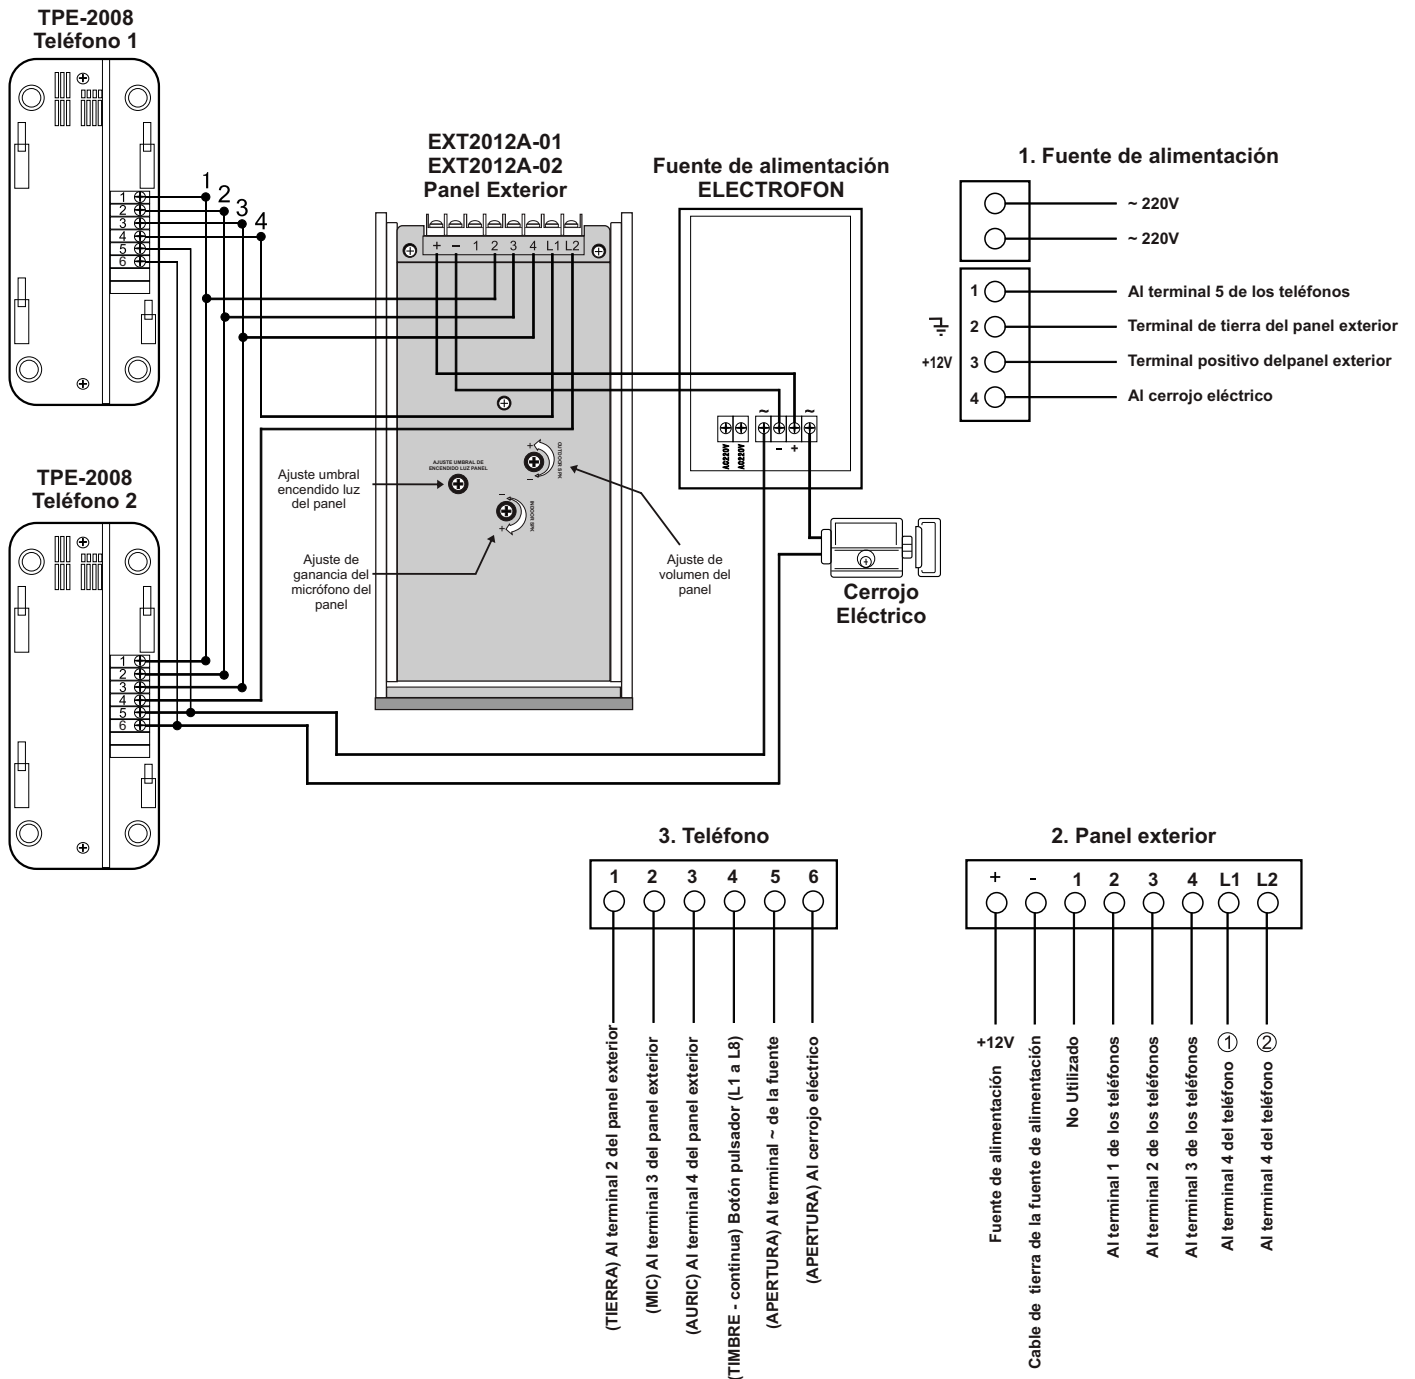 TPE-2008
Teléfono 1
1
2
3
4
5
6
1
2
3
4
EXT2012A-01
EXT2012A-02
Panel Exterior
+ − 1 2 3 4 L1 L2
AJUSTE UMBRAL DE
ENCENDIDO LUZ PANEL
+
OUTDOOR SPK
−
−
INDOOR SPK
+
Ajuste umbral
encendido luz
del panel
Ajuste de
ganancia del
micrófono del
panel
Ajuste de
volumen del
panel
Fuente de alimentación
ELECTROFON
AC220V
AC220V
~ ~
- +
Cerrojo
Eléctrico
1. Fuente de alimentación
~ 220V
~ 220V
1 Al terminal 5 de los teléfonos
2 Terminal de tierra del panel exterior
+12V 3 Terminal positivo delpanel exterior
4 Al cerrojo eléctrico
TPE-2008
Teléfono 2
1
2
3
4
5
6
3. Teléfono
1 2 3 4 5 6
(TIERRA) Al terminal 2 del panel exterior
(MIC) Al terminal 3 del panel exterior
(AURIC) Al terminal 4 del panel exterior
(TIMBRE - continua) Botón pulsador (L1 a L8)
(APERTURA) Al terminal ~ de la fuente
(APERTURA) Al cerrojo eléctrico
2. Panel exterior
+ - 1 2 3 4 L1 L2
+12V
Fuente de alimentación
Cable de tierra de la fuente de alimentación
No Utilizado
Al terminal 1 de los teléfonos
Al terminal 2 de los teléfonos
Al terminal 3 de los teléfonos
Al terminal 4 del teléfono ①
Al terminal 4 del teléfono ②